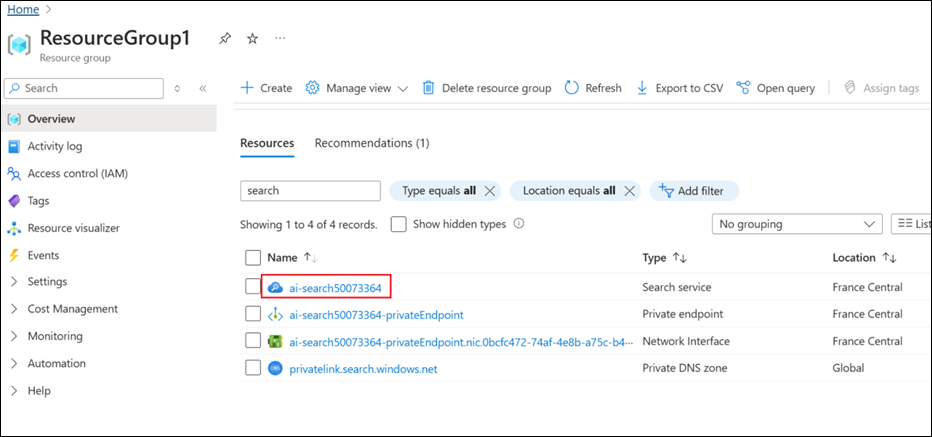 Home >
ResourceGroup1
Resource group
Search
Create Manage view Delete resource group Refresh Export to CSV Open query Assign tags
Overview
Activity log
Access control (IAM)
Tags
Resource visualizer
Events
Settings
Cost Management
Monitoring
Automation
Help
Resources Recommendations (1)
search Type equals all Location equals all Add filter
Showing 1 to 4 of 4 records. Show hidden types No grouping List
Name Type Location
ai-search50073364 Search service France Central
ai-search50073364-privateEndpoint Private endpoint France Central
ai-search50073364-privateEndpoint.nic.0bcfc472-74af-4e8b-a75c-b4... Network Interface France Central
DNS privatelink.search.windows.net Private DNS zone Global